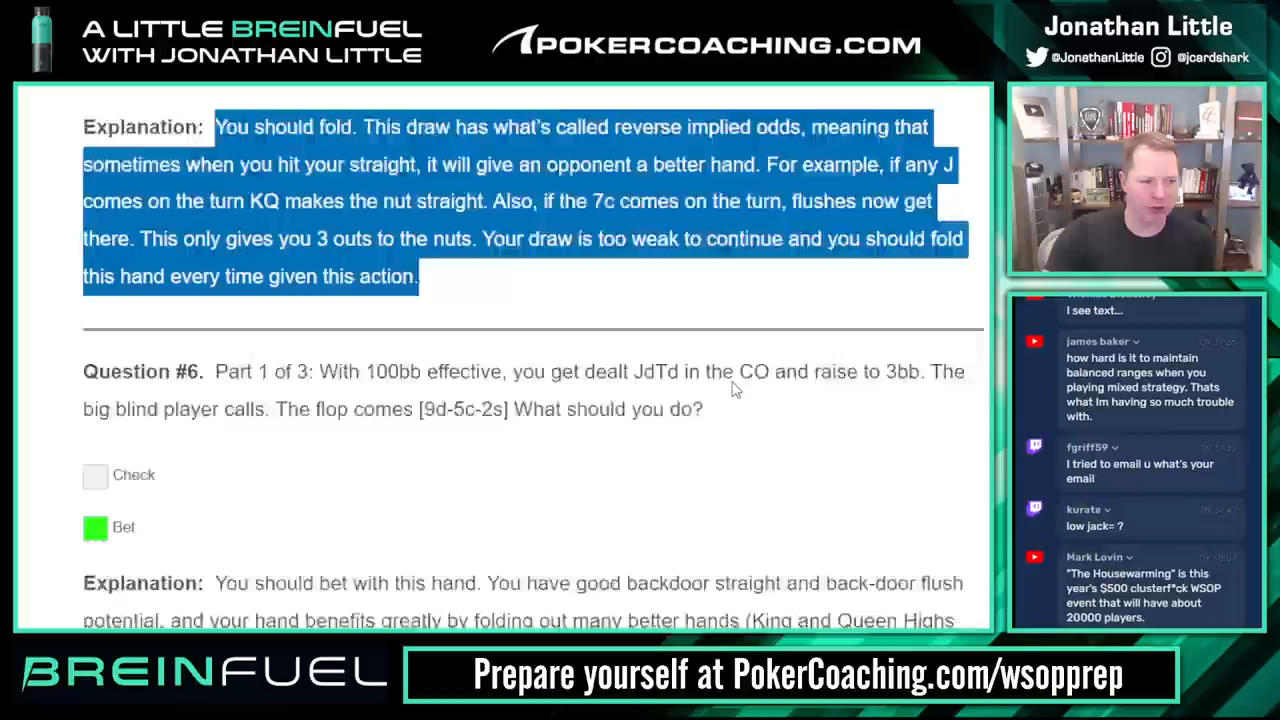 A LITTLE BREINFUEL
WITH JONATHAN LITTLE
POKERCOACHING.COM
Jonathan Little
@JonathanLittle @jcardshark
Explanation: You should fold. This draw has what's called reverse implied odds, meaning that
sometimes when you hit your straight, it will give an opponent a better hand. For example, if any J
comes on the turn KQ makes the nut straight. Also, if the 7c comes on the turn, flushes now get
there. This only gives you 3 outs to the nuts. Your draw is too weak to continue and you should fold
this hand every time given this action.
Question #6. Part 1 of 3: With 100bb effective, you get dealt JdTd in the CO and raise to 3bb. The
big blind player calls. The flop comes [9d-5c-2s] What should you do?
Check
Bet
Explanation: You should bet with this hand. You have good backdoor straight and back-door flush
potential, and your hand benefits greatly by folding out many better hands (King and Queen Highs
I see text...
james baker
how hard is it to maintain
balanced ranges when you
playing mixed strategy. Thats
what Im having so much trouble
with.
fgriff59
I tried to email u what's your
email
kurate
low jack= ?
Mark Lovin
"The Housewarming" is this
year's $500 clusterf*ck WSOP
event that will have about
20000 players.
BREINFUEL
Prepare yourself at PokerCoaching.com/wsopprep